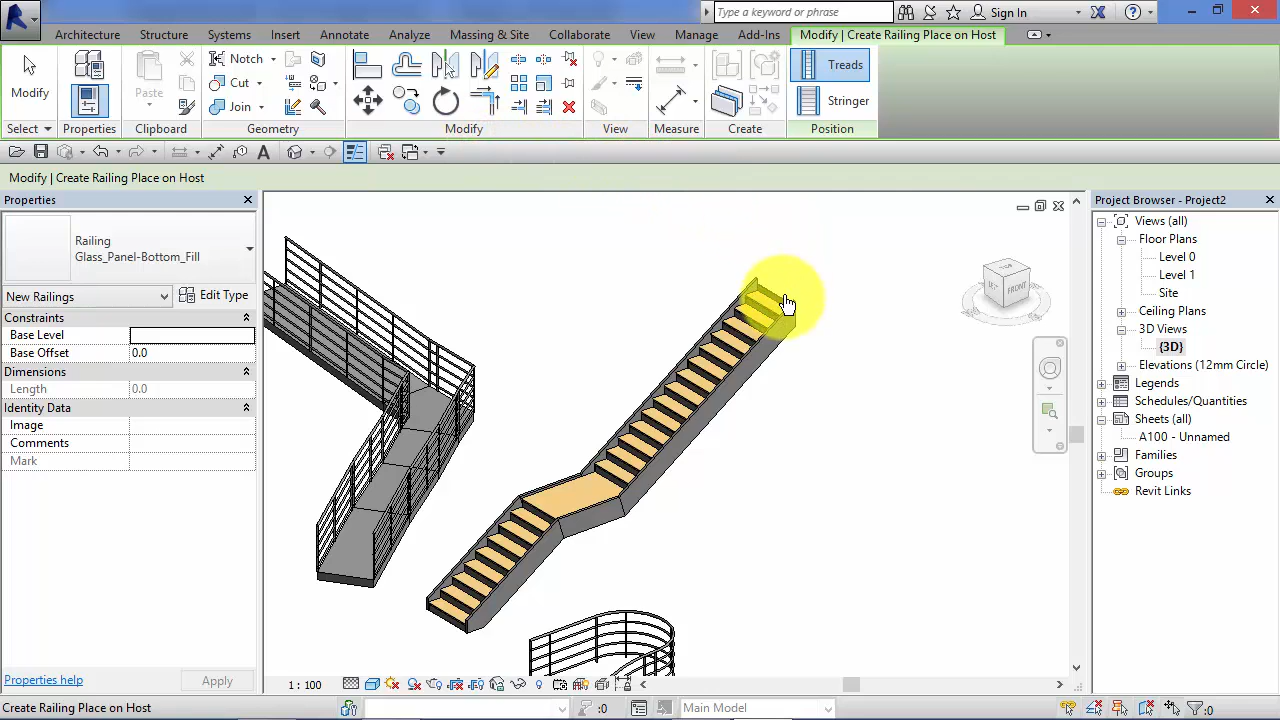 Type a keyword or phrase
Sign In
Architecture Structure Systems Insert Annotate Analyze Massing & Site Collaborate View Manage Add-Ins Modify | Create Railing Place on Host
Modify
Properties
Paste
Notch
Cut
Join
Treads
Stringer
Select Properties Clipboard Geometry Modify View Measure Create Position
Modify | Create Railing Place on Host
Properties
Railing
Glass_Panel-Bottom_Fill
New Railings
Edit Type
Constraints
Base Level
Base Offset 0.0
Dimensions
Length 0.0
Identity Data
Image
Comments
Mark
Properties help
Apply
TOP
FRONT
1 : 100
Project Browser - Project2
Views (all)
Floor Plans
Level 0
Level 1
Site
Ceiling Plans
3D Views
{3D}
Elevations (12mm Circle)
Legends
Schedules/Quantities
Sheets (all)
A100 - Unnamed
Families
Groups
Revit Links
Create Railing Place on Host
:0
Main Model
:0